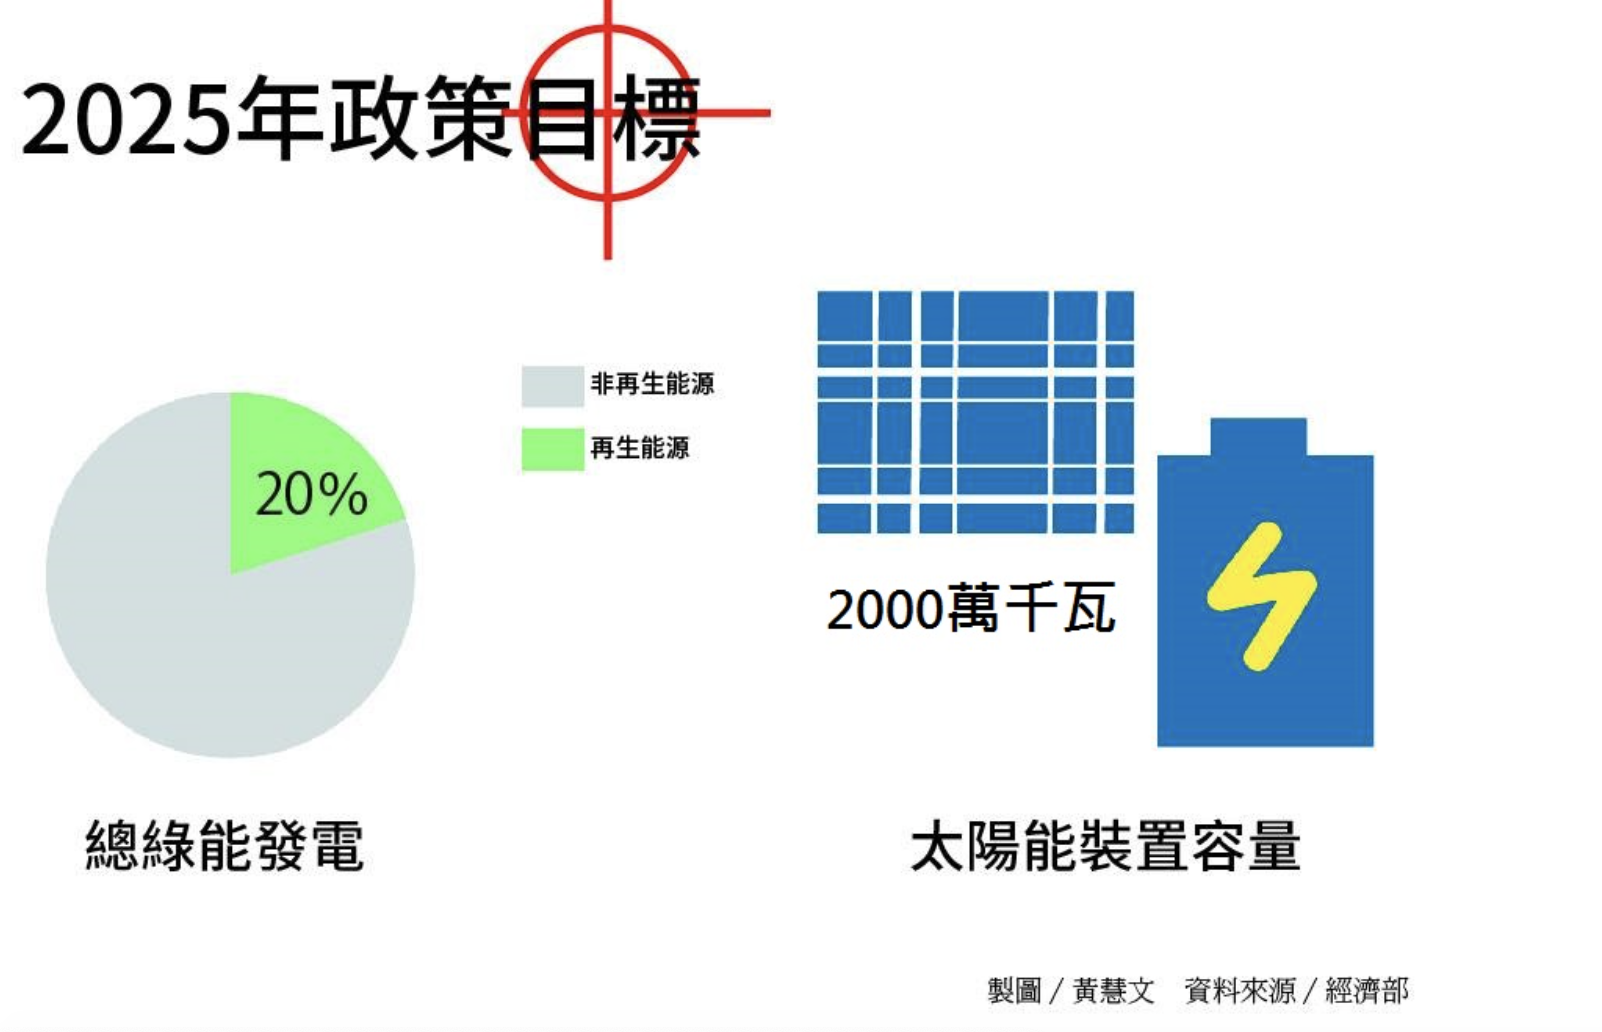 2025年政策目標
非再生能源
再生能源
20%
2000萬千瓦
總綠能發電
太陽能裝置容量
製圖/黃慧文　資料來源/經濟部